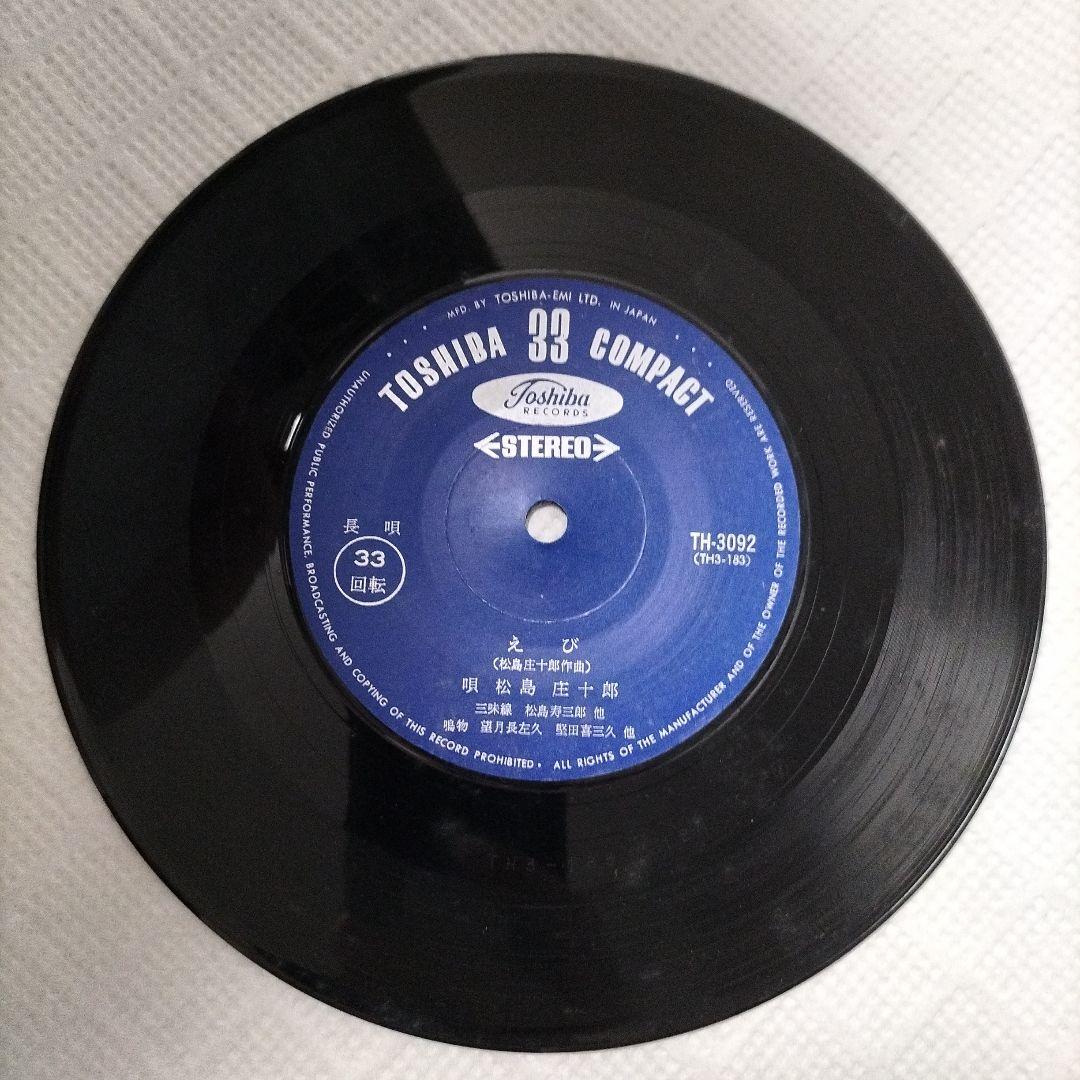 MFD. BY TOSHIBA-EMI LTD. IN JAPAN
TOSHIBA 33 COMPACT
Toshiba
RECORDS
STEREO
長唄
33
回転
TH-3092
(TH3-183)
えび
(松島庄十郎作曲)
唄 松島 庄十郎
三味線 松島寿三郎 他
鳴物 望月長左久 堅田喜三久 他
UNAUTHORIZED PUBLIC PERFORMANCE, BROADCASTING AND COPYING OF THIS RECORD PROHIBITED. ALL RIGHTS OF THE MANUFACTURER AND OF THE OWNER OF THE RECORDED WORK ARE RESERVED